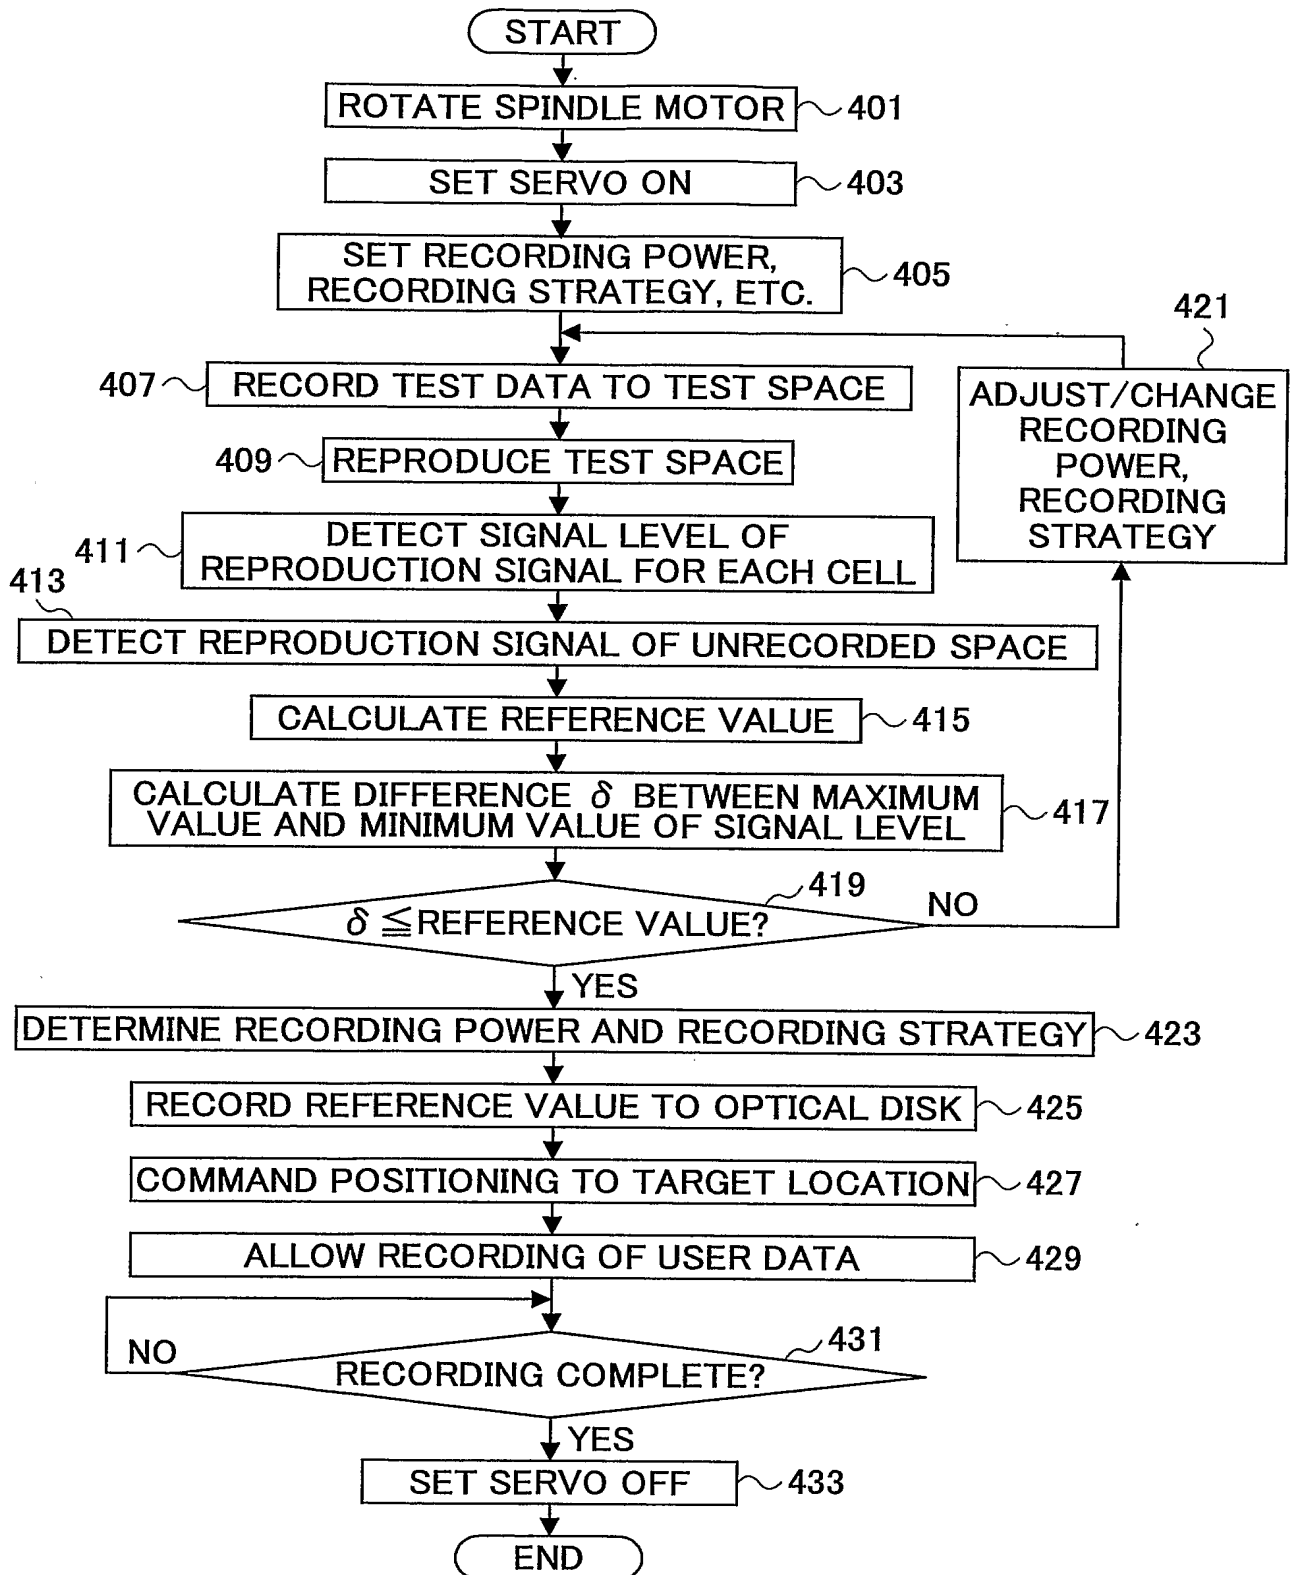 START
ROTATE SPINDLE MOTOR 401
SET SERVO ON 403
SET RECORDING POWER,
RECORDING STRATEGY, ETC.
405
421
ADJUST/CHANGE
RECORDING
POWER,
RECORDING
STRATEGY
407 RECORD TEST DATA TO TEST SPACE
409 REPRODUCE TEST SPACE
411
DETECT SIGNAL LEVEL OF
REPRODUCTION SIGNAL FOR EACH CELL
413
DETECT REPRODUCTION SIGNAL OF UNRECORDED SPACE
CALCULATE REFERENCE VALUE 415
CALCULATE DIFFERENCE δ BETWEEN MAXIMUM
VALUE AND MINIMUM VALUE OF SIGNAL LEVEL
417
419
δ ≦ REFERENCE VALUE?
NO
YES
DETERMINE RECORDING POWER AND RECORDING STRATEGY 423
RECORD REFERENCE VALUE TO OPTICAL DISK 425
COMMAND POSITIONING TO TARGET LOCATION 427
ALLOW RECORDING OF USER DATA 429
431
NO
RECORDING COMPLETE?
YES
SET SERVO OFF 433
END